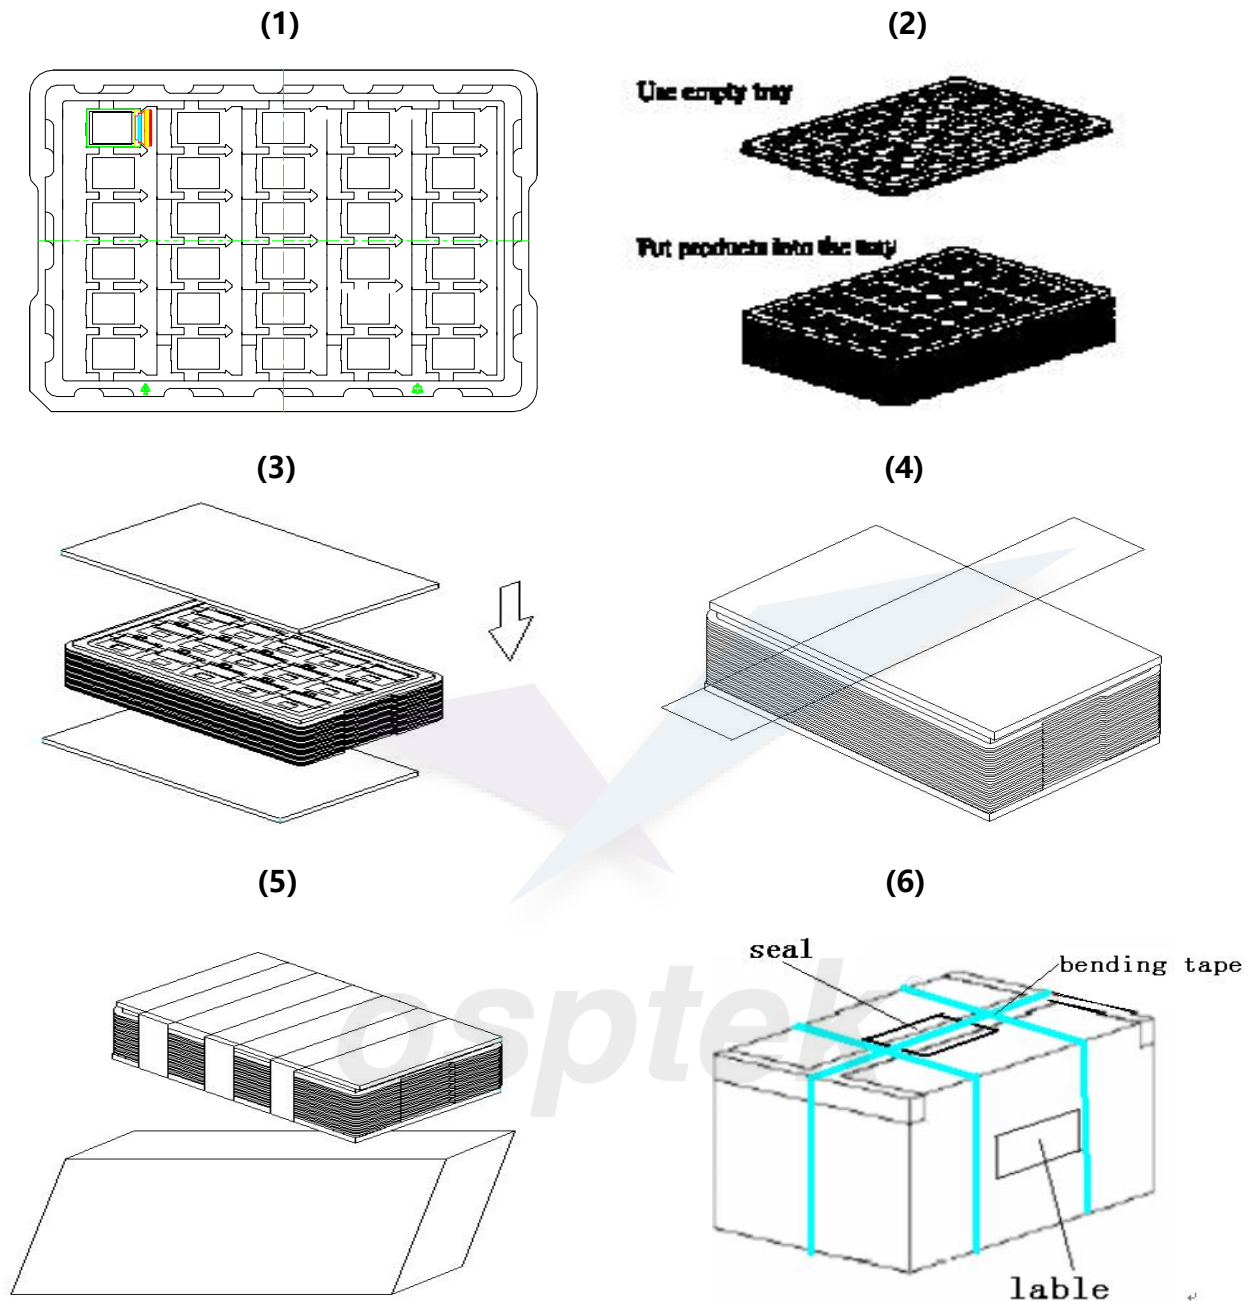 (1)
(2)
Use empty tray
Put products into the tray
(3)
(4)
(5)
(6)
seal
bending tape
osptek
lable